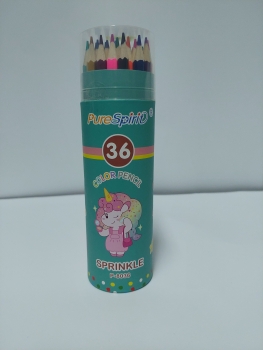 PureSpirit®
36
COLOR PENCIL
SPRINKLE